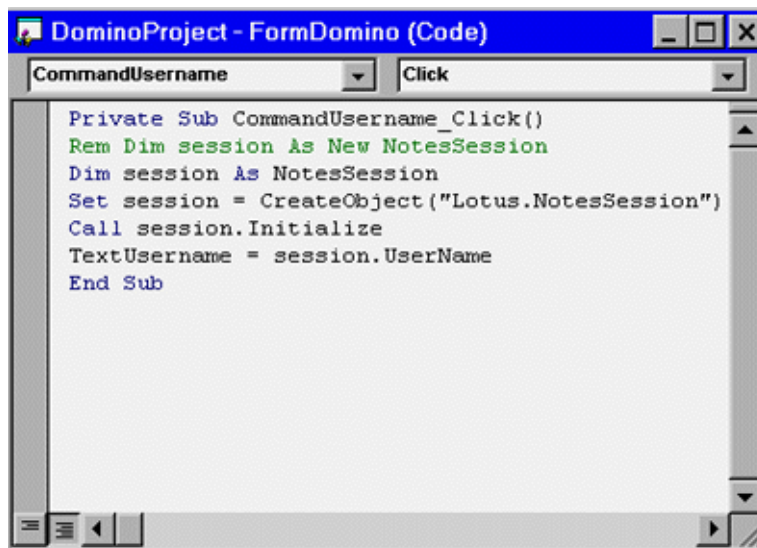 DominoProject - FormDomino (Code)
CommandUsername Click
Private Sub CommandUsername_Click()
Rem Dim session As New NotesSession
Dim session As NotesSession
Set session = CreateObject("Lotus.NotesSession")
Call session.Initialize
TextUsername = session.UserName
End Sub